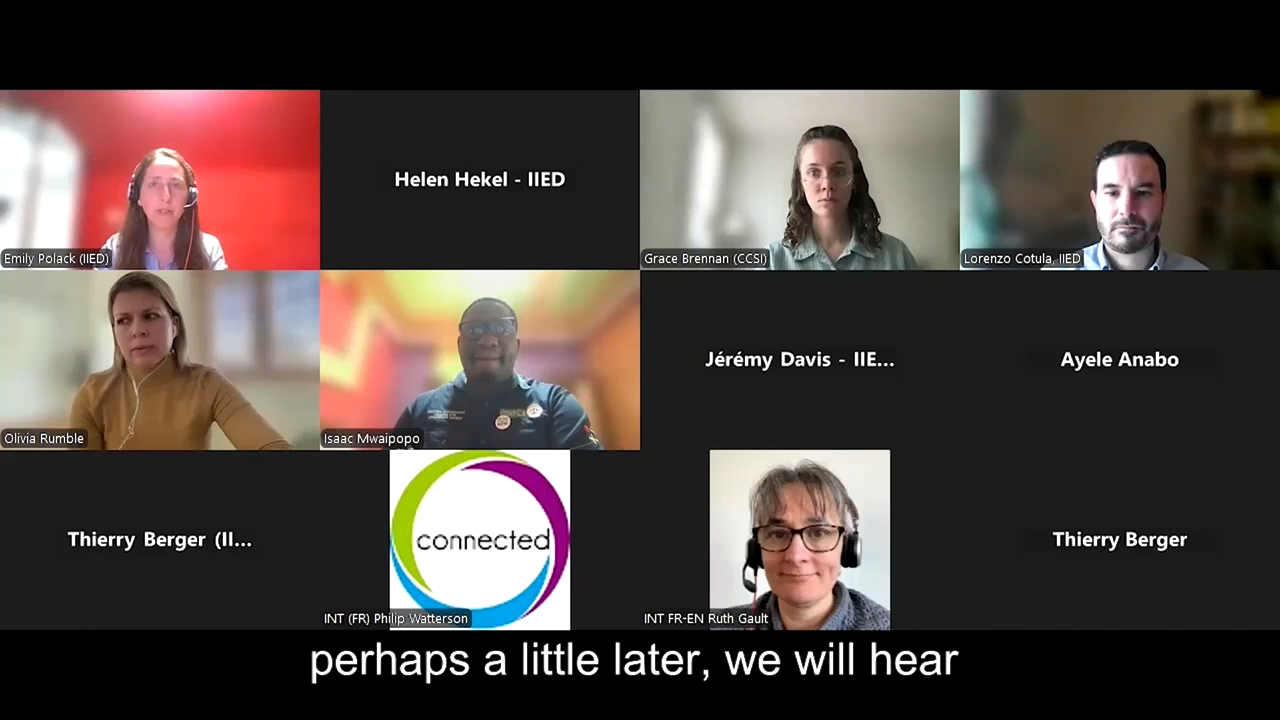 Emily Polack (IIED)
Helen Hekel - IIED
Grace Brennan (CCSI)
Lorenzo Cotula, IIED
Olivia Rumble
Isaac Mwaipopo
Jérémy Davis - IIE...
Ayele Anabo
Thierry Berger (II...
connected
INT (FR) Philip Watterson
INT FR-EN Ruth Gault
Thierry Berger
perhaps a little later, we will hear